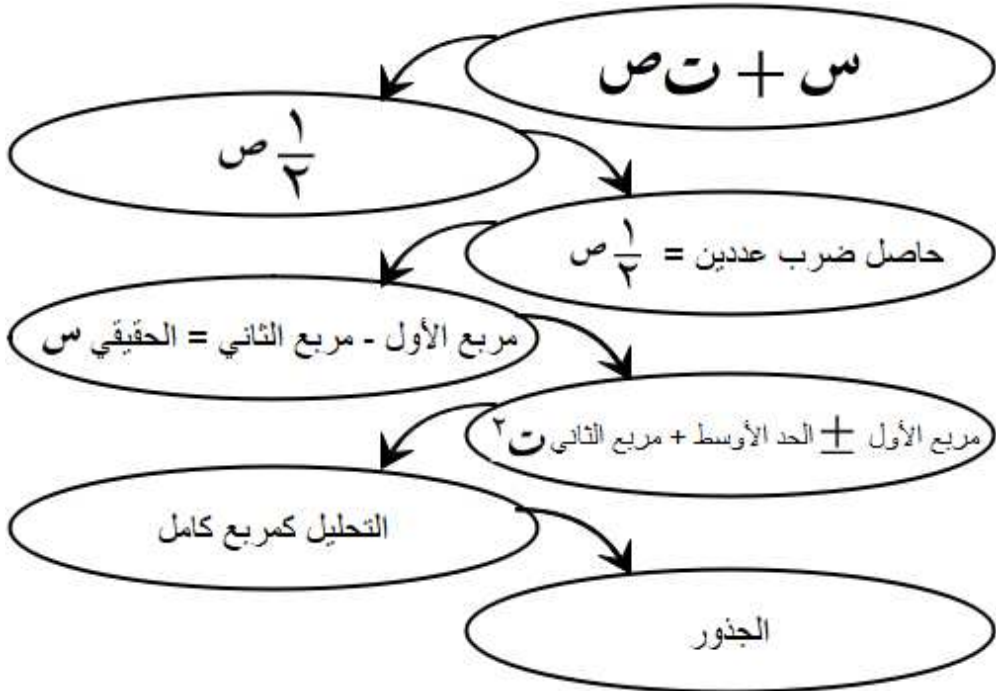 س + ت ص
١/٢ ص
حاصل ضرب عددين = ١/٢ ص
مربع الأول - مربع الثاني = الحقيقي س
مربع الأول ± الحد الأوسط + مربع الثاني ت٢
التحليل كمربع كامل
الجذور